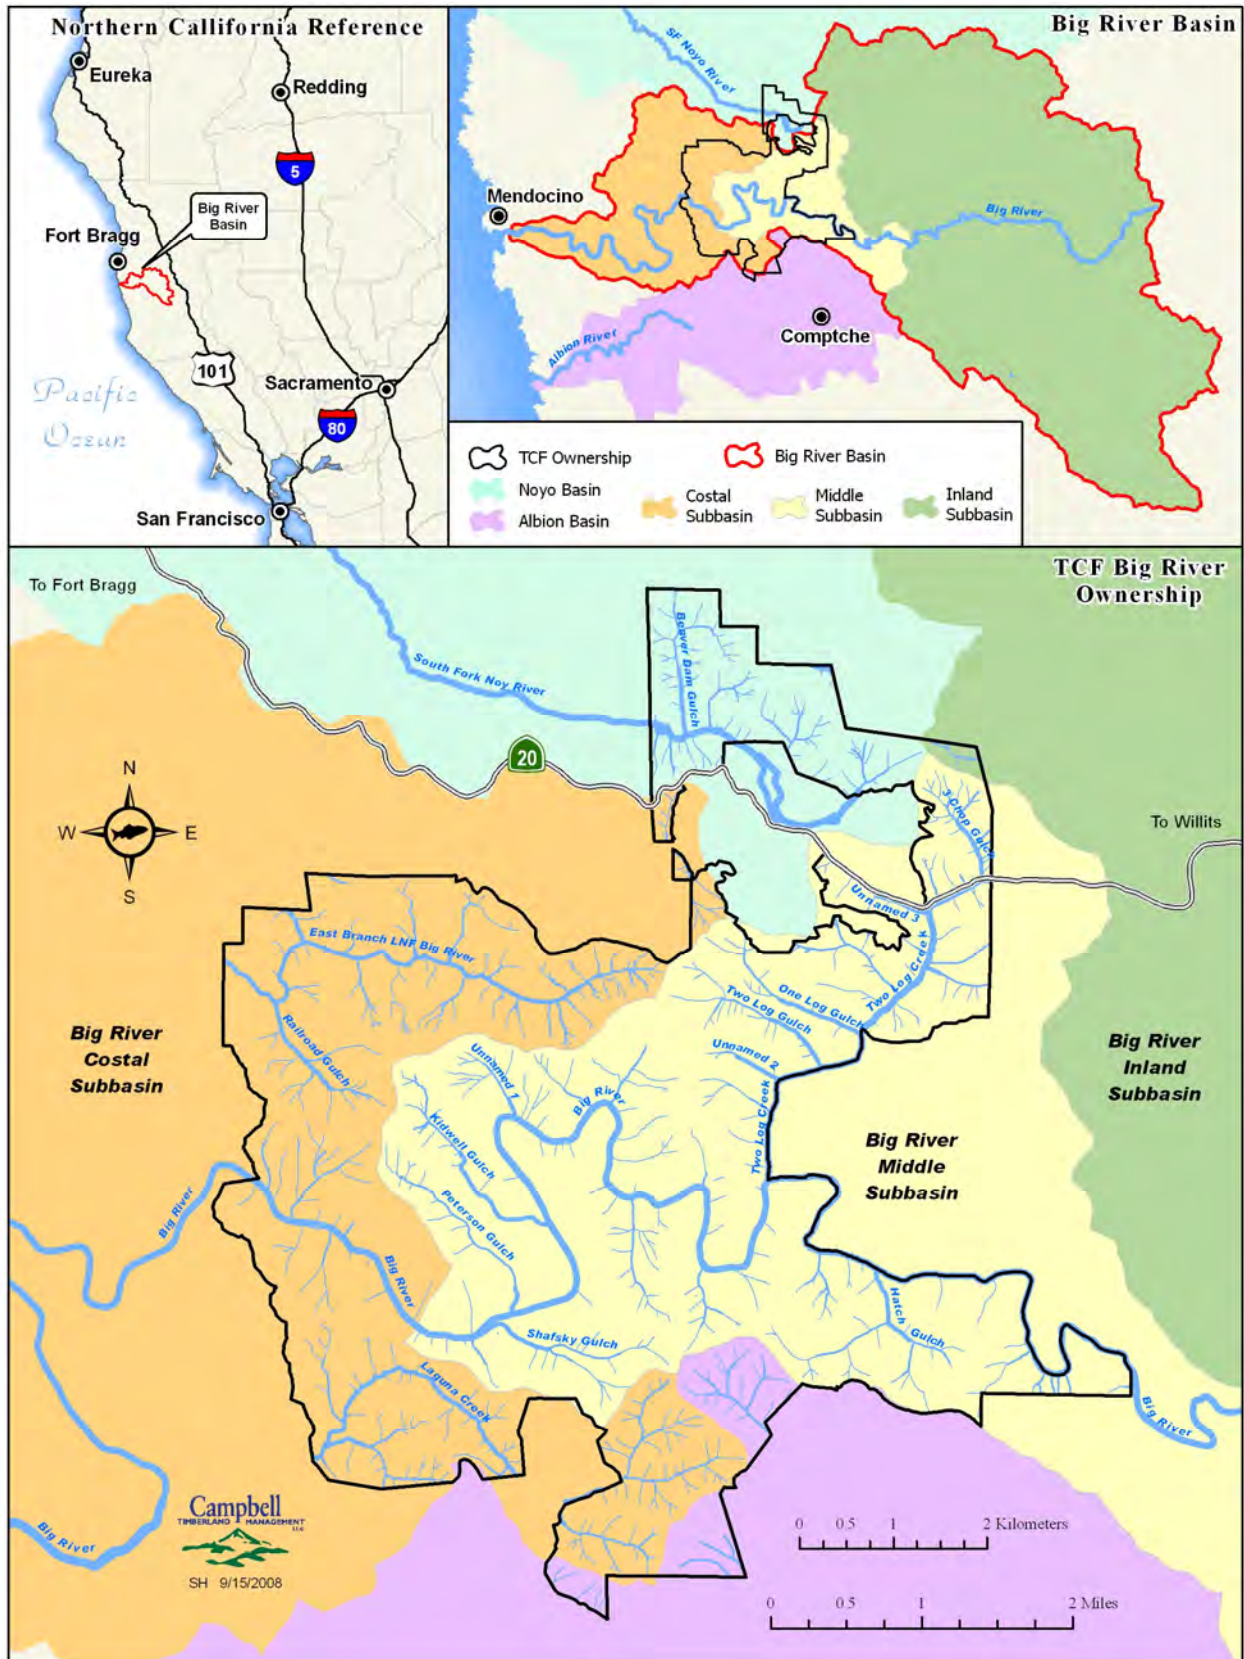 Northern Callifornia Reference
Eureka
Redding
5
Big River
Basin
Fort Bragg
101
Pacific
Ocean
Sacramento
80
San Francisco
Big River Basin
SF Noyo River
Mendocino
Big River
Albion River
Comptche
TCF Ownership
Big River Basin
Noyo Basin
Albion Basin
Costal
Subbasin
Middle
Subbasin
Inland
Subbasin
TCF Big River
Ownership
To Fort Bragg
South Fork Noy River
Beaver Dam Gulch
20
N
W
E
S
3 Chop Gulch
To Willits
Unnamed 3
East Branch LNF Big River
Two Log Creek
One Log Gulch
Two Log Gulch
Railroad Gulch
Unnamed 2
Unnamed 1
Big River
Costal
Subbasin
Big River
Inland
Subbasin
Big River
Kidwell Gulch
Two Log Creek
Big River
Middle
Subbasin
Peterson Gulch
Big River
Big River
Hatch Gulch
Shafsky Gulch
Laguna Creek
Big River
Big River
Campbell
TIMBERLAND MANAGEMENT
LLC
SH 9/15/2008
0 0.5 1 2 Kilometers
0 0.5 1 2 Miles